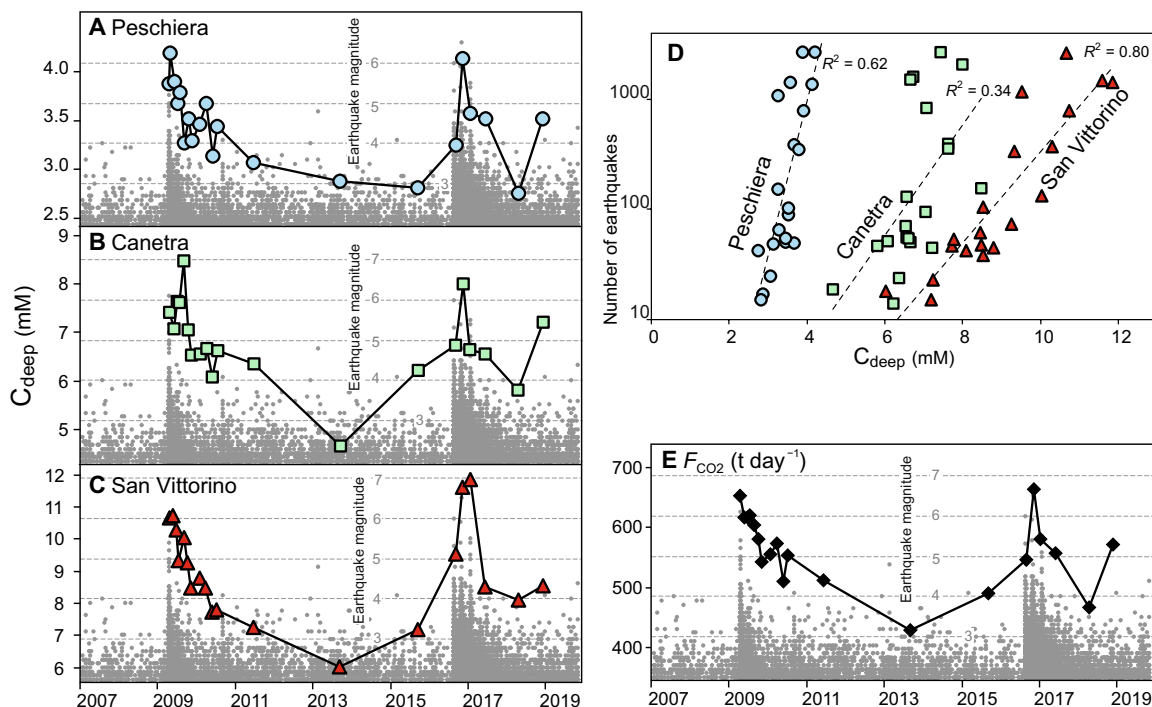 A Peschiera
4.0
3.5
3.0
2.5
Earthquake magnitude
6
5
4
3
B Canetra
9
8
7
6
5
Earthquake magnitude
7
6
5
4
3
C San Vittorino
12
11
10
9
8
7
6
Earthquake magnitude
7
6
5
4
3
C_deep (mM)
2007 2009 2011 2013 2015 2017 2019
D
R² = 0.62
R² = 0.34
R² = 0.80
Peschiera
Canetra
San Vittorino
Number of earthquakes
1000
100
10
0 2 4 6 8 10 12
C_deep (mM)
E F_CO2 (t day⁻¹)
700
600
500
400
Earthquake magnitude
7
6
5
4
3
2007 2009 2011 2013 2015 2017 2019